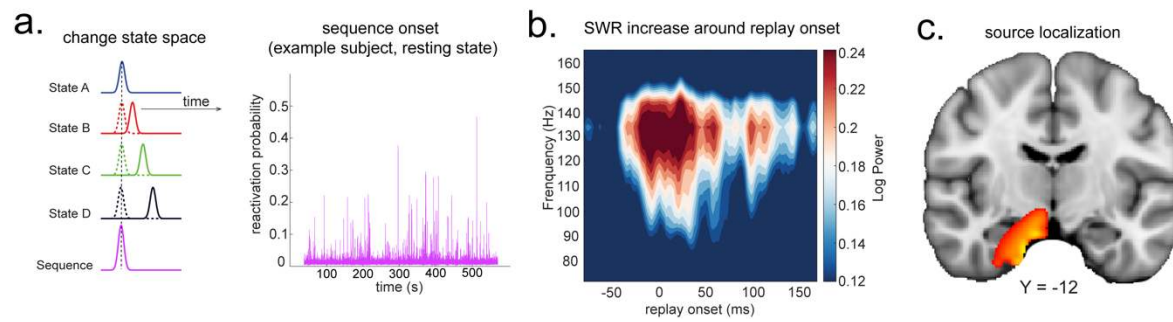 a.
change state space
State A
time
State B
State C
State D
Sequence
sequence onset
(example subject, resting state)
reactivation probability
0.5
0.4
0.3
0.2
0.1
0
100 200 300 400 500
time (s)
b.
SWR increase around replay onset
Frenquency (Hz)
160
150
140
130
120
110
100
90
80
-50 0 50 100 150
replay onset (ms)
0.24
0.22
0.2
0.18
0.16
0.14
0.12
Log Power
c.
source localization
Y = -12